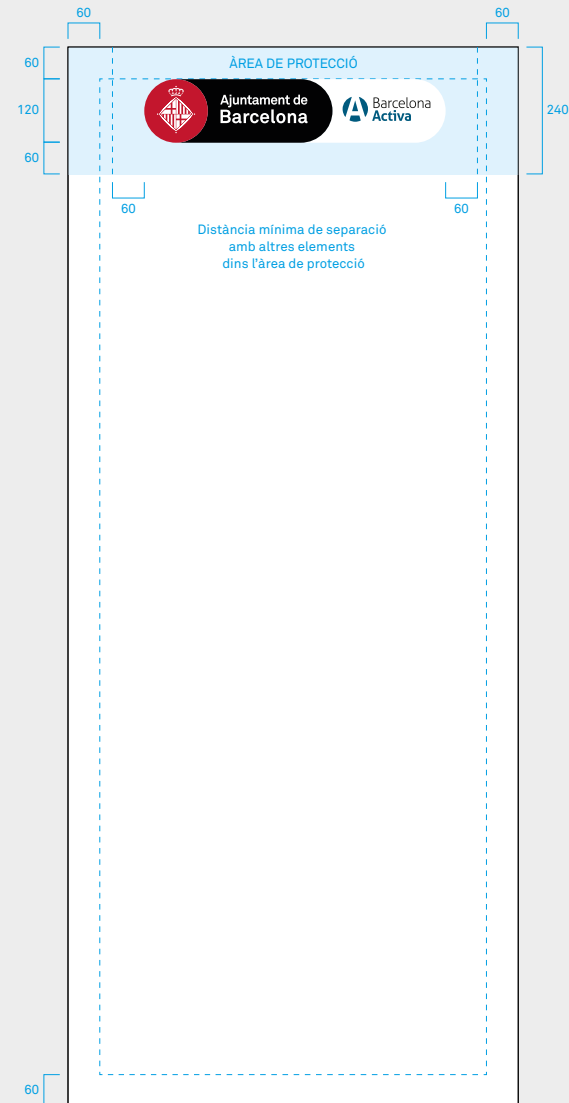 60
60
60
ÀREA DE PROTECCIÓ
120
Ajuntament de
Barcelona
Barcelona
Activa
240
60
60
60
Distància mínima de separació
amb altres elements
dins l'àrea de protecció
60